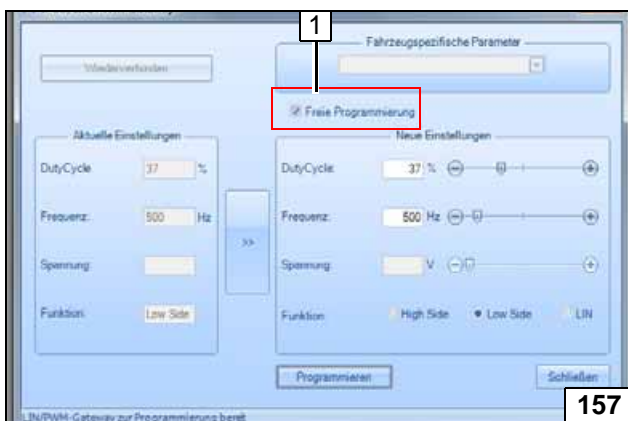 1
Fahrzeugspezifische Parameter
Wiederverbinden
Freie Programmierung
Aktuelle Einstellungen
Neue Einstellungen
DutyCycle 37 %
DutyCycle: 37 %
Frequenz: 500 Hz
Frequenz: 500 Hz
>>
Spannung:
Spannung: V
Funktion: Low Side
Funktion: High Side Low Side LIN
Programmieren
Schließen
LIN/PWM-Gateway zur Programmierung bereit
157